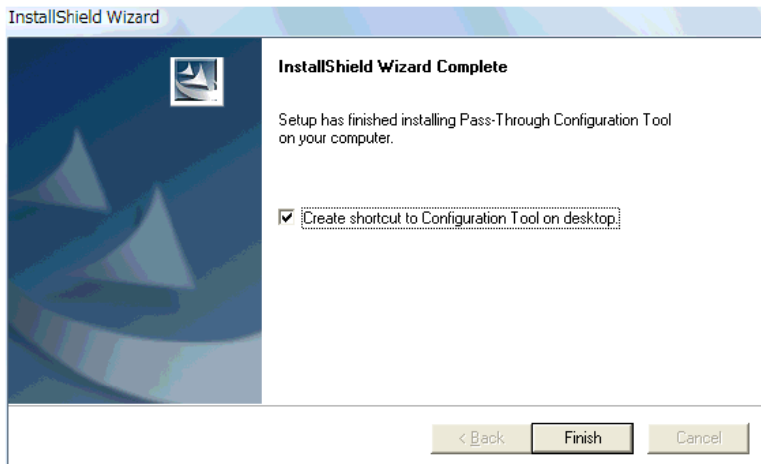 InstallShield Wizard
InstallShield Wizard Complete
Setup has finished installing Pass-Through Configuration Tool
on your computer.
Create shortcut to Configuration Tool on desktop.
< Back
Finish
Cancel